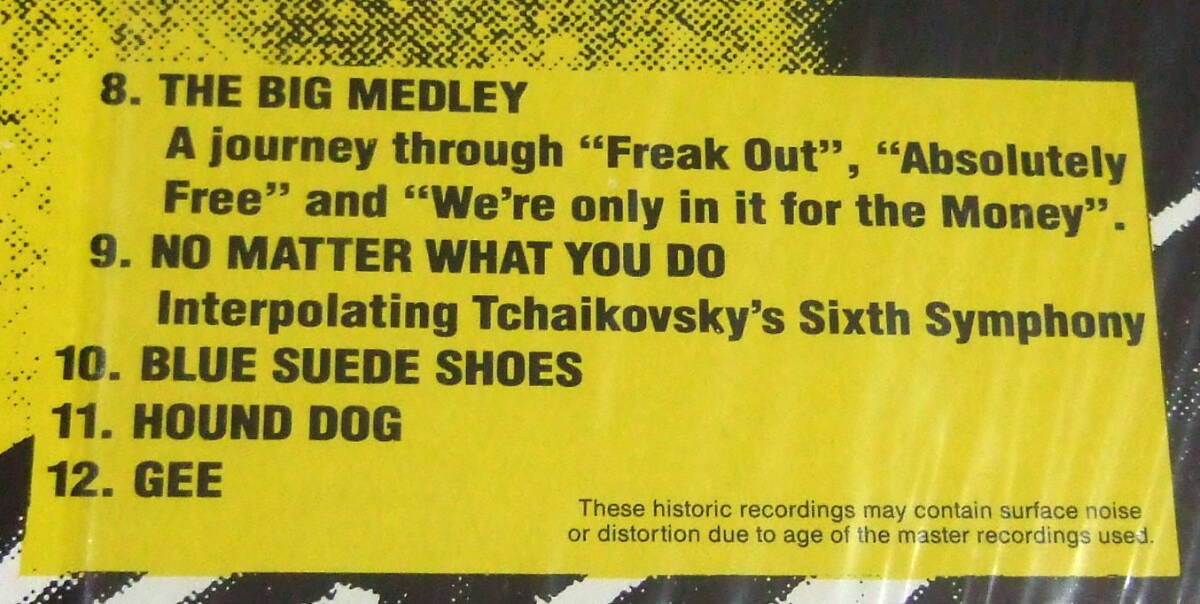 8. THE BIG MEDLEY
A journey through “Freak Out”, “Absolutely
Free” and “We’re only in it for the Money”.
9. NO MATTER WHAT YOU DO
Interpolating Tchaikovsky’s Sixth Symphony
10. BLUE SUEDE SHOES
11. HOUND DOG
12. GEE
These historic recordings may contain surface noise
or distortion due to age of the master recordings used.